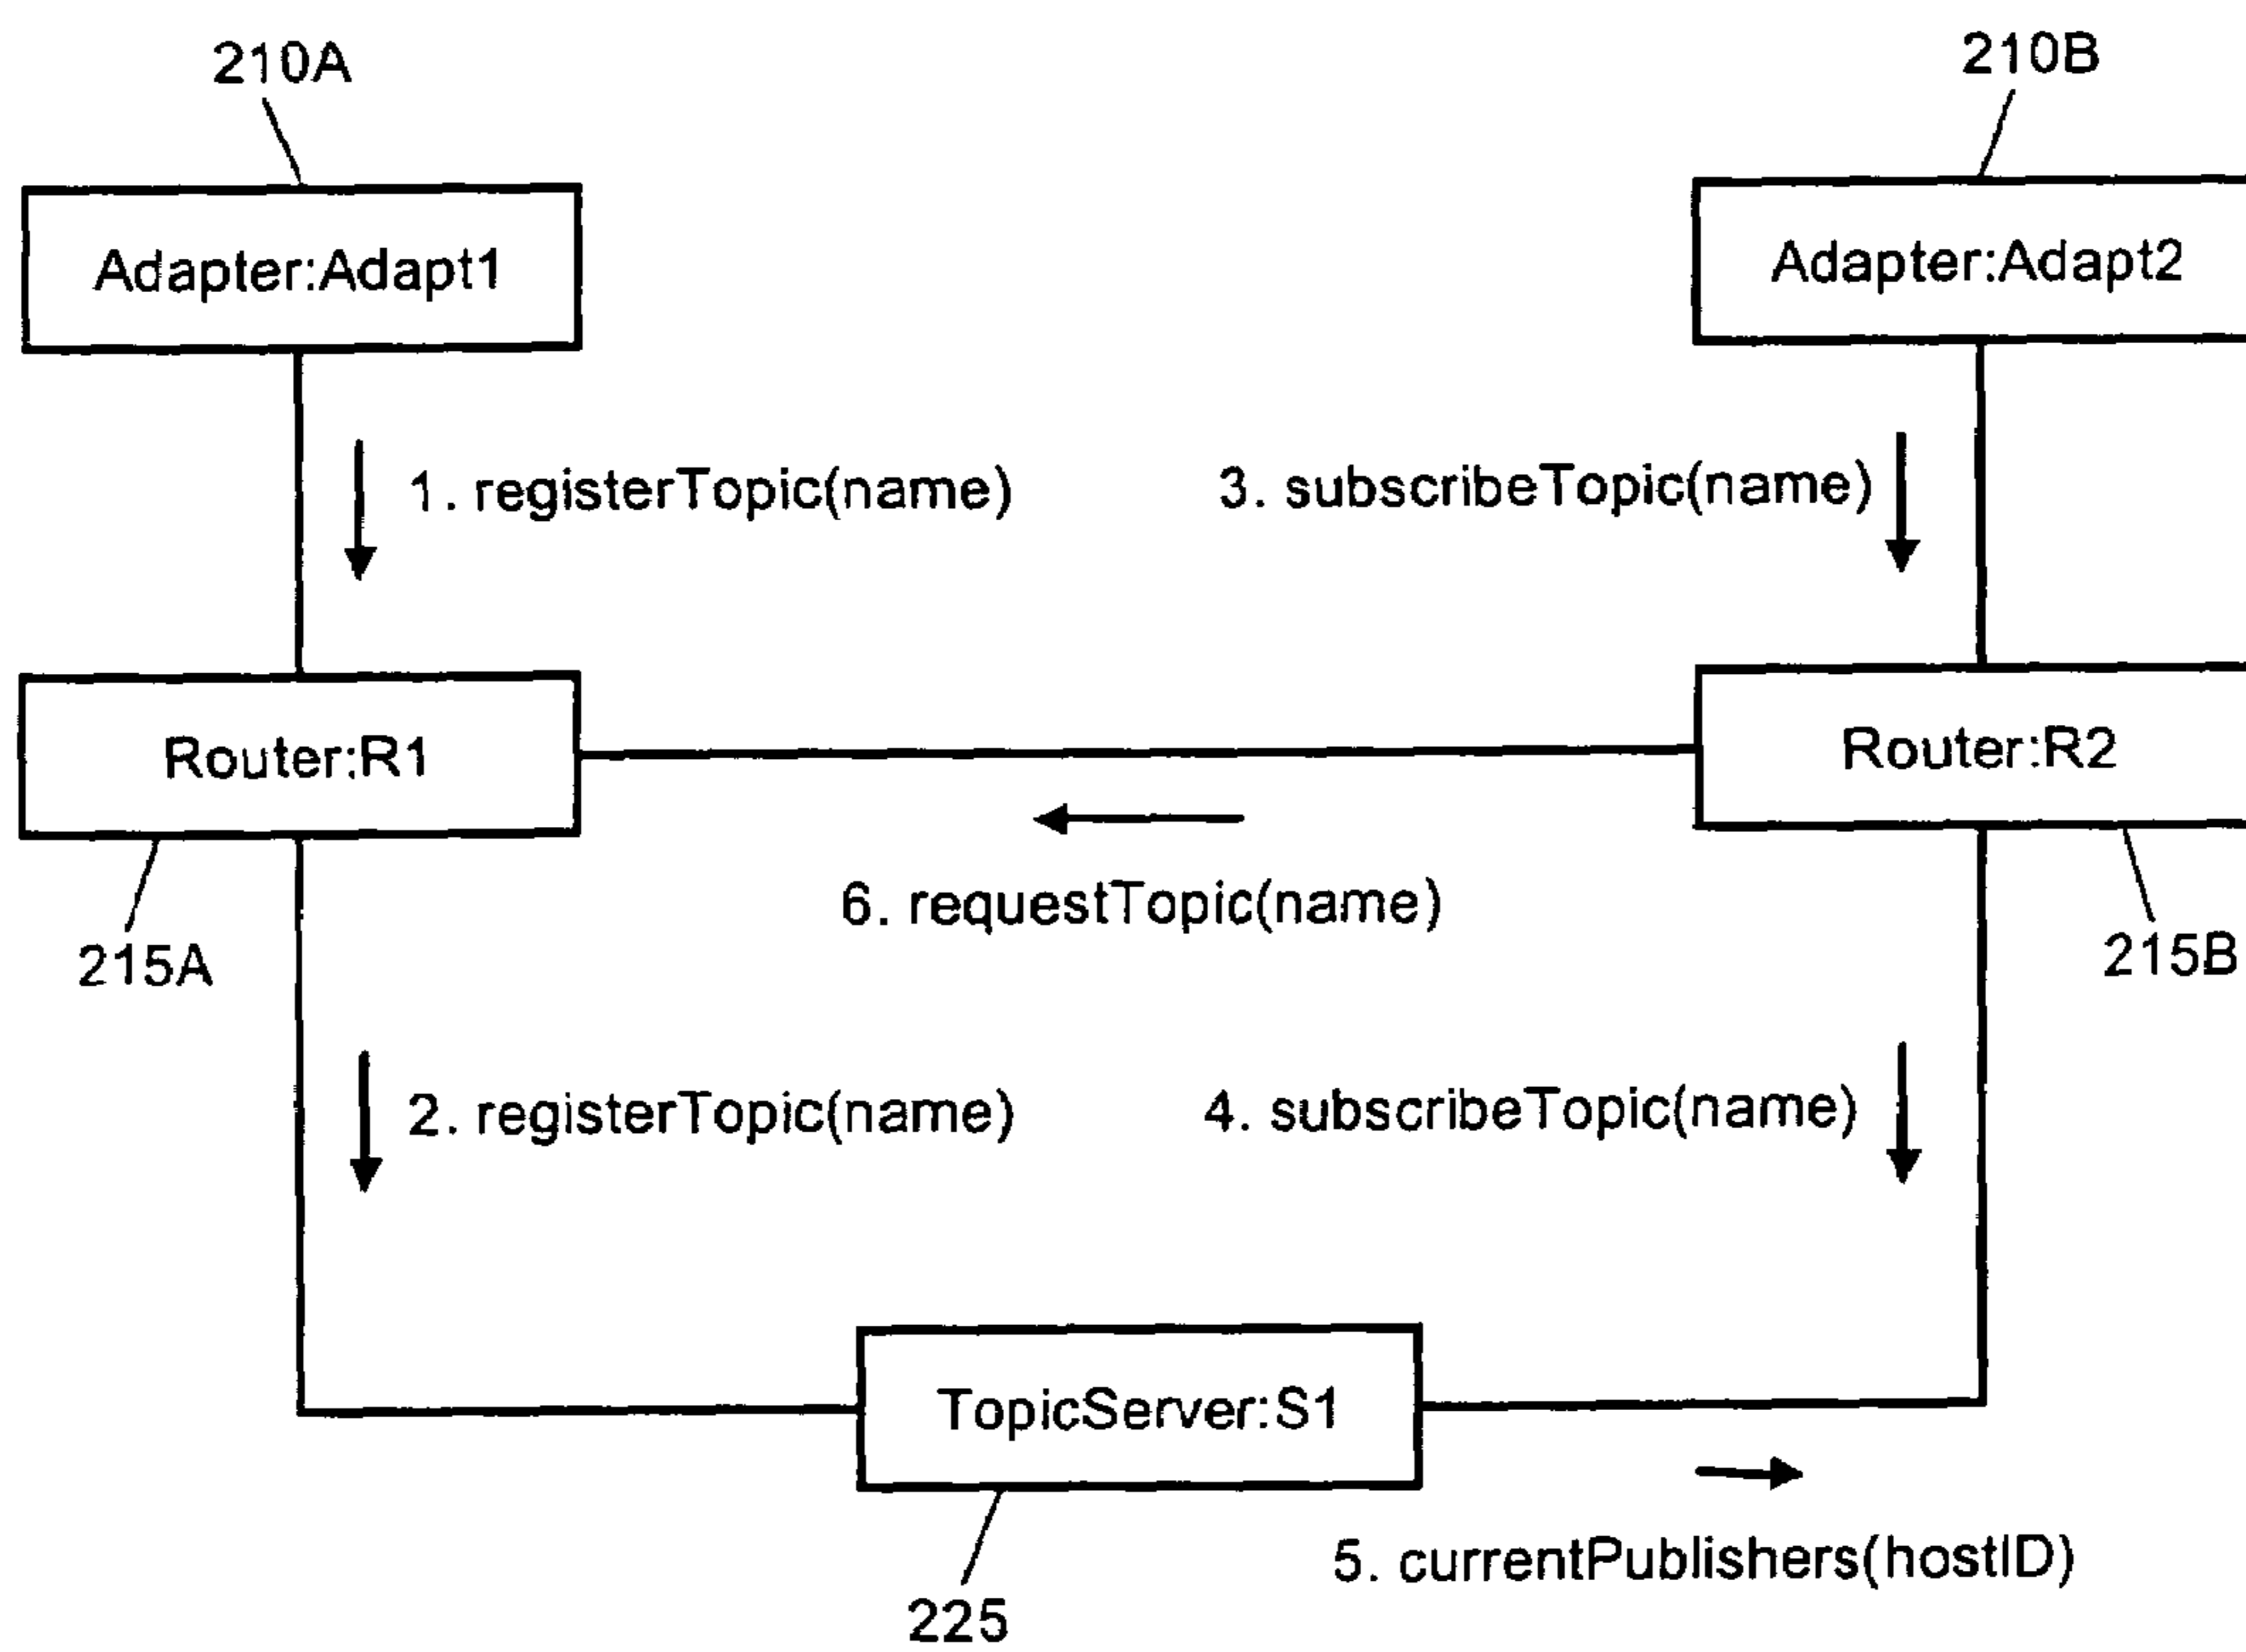 210A
210B
Adapter:Adapt1
Adapter:Adapt2
1. registerTopic(name)
3. subscribeTopic(name)
Router:R1
Router:R2
6. requestTopic(name)
215A
215B
2. registerTopic(name)
4. subscribeTopic(name)
TopicServer:S1
5. currentPublishers(hostID)
225